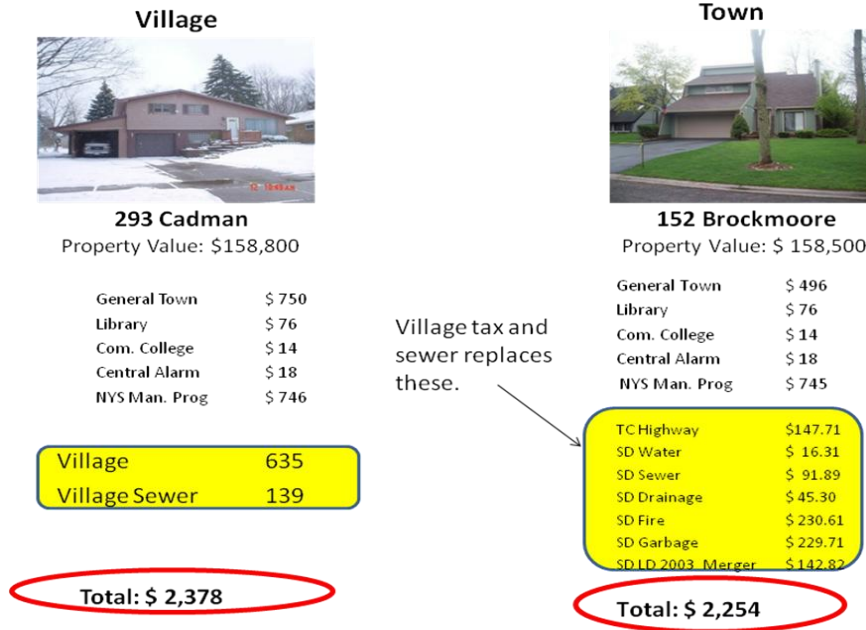 Village
293 Cadman
Property Value: $158,800
General Town $ 750
Library $ 76
Com. College $ 14
Central Alarm $ 18
NYS Man. Prog $ 746
Village 635
Village Sewer 139
Total: $ 2,378
Village tax and
sewer replaces
these.
Town
152 Brockmoore
Property Value: $ 158,500
General Town $ 496
Library $ 76
Com. College $ 14
Central Alarm $ 18
NYS Man. Prog $ 745
TC Highway $147.71
SD Water $ 16.31
SD Sewer $ 91.89
SD Drainage $ 45.30
SD Fire $ 230.61
SD Garbage $ 229.71
SD LD 2003 Merger $ 142.82
Total: $ 2,254